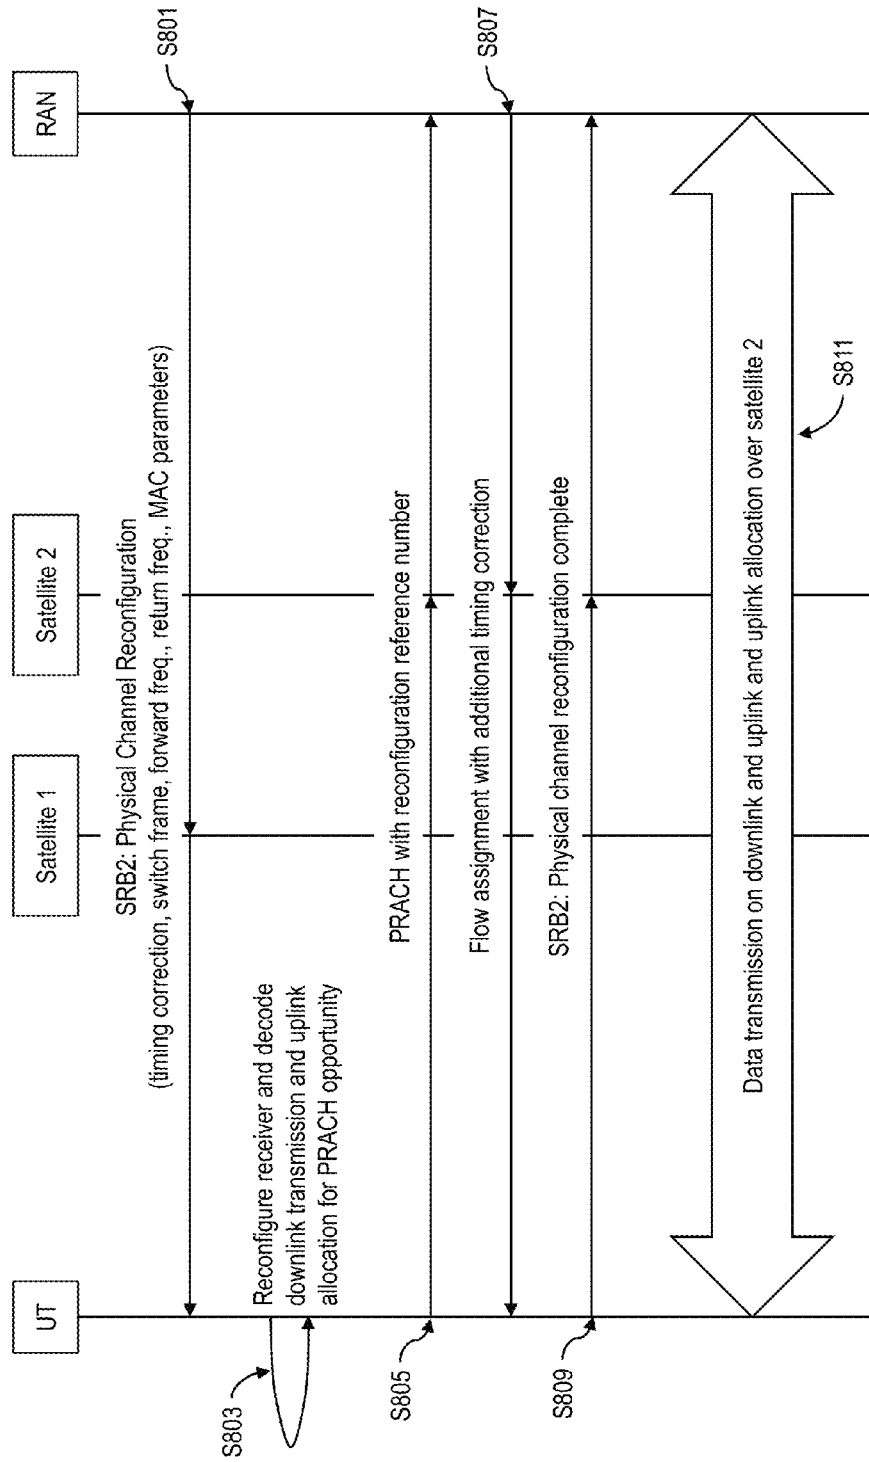 UT
Satellite 1
Satellite 2
RAN
SRB2: Physical Channel Reconfiguration
(timing correction, switch frame, forward freq., return freq., MAC parameters)
S801
S803
Reconfigure receiver and decode
downlink transmission and uplink
allocation for PRACH opportunity
S805
PRACH with reconfiguration reference number
Flow assignment with additional timing correction
S807
S809
SRB2: Physical channel reconfiguration complete
Data transmission on downlink and uplink and uplink allocation over satellite 2
S811